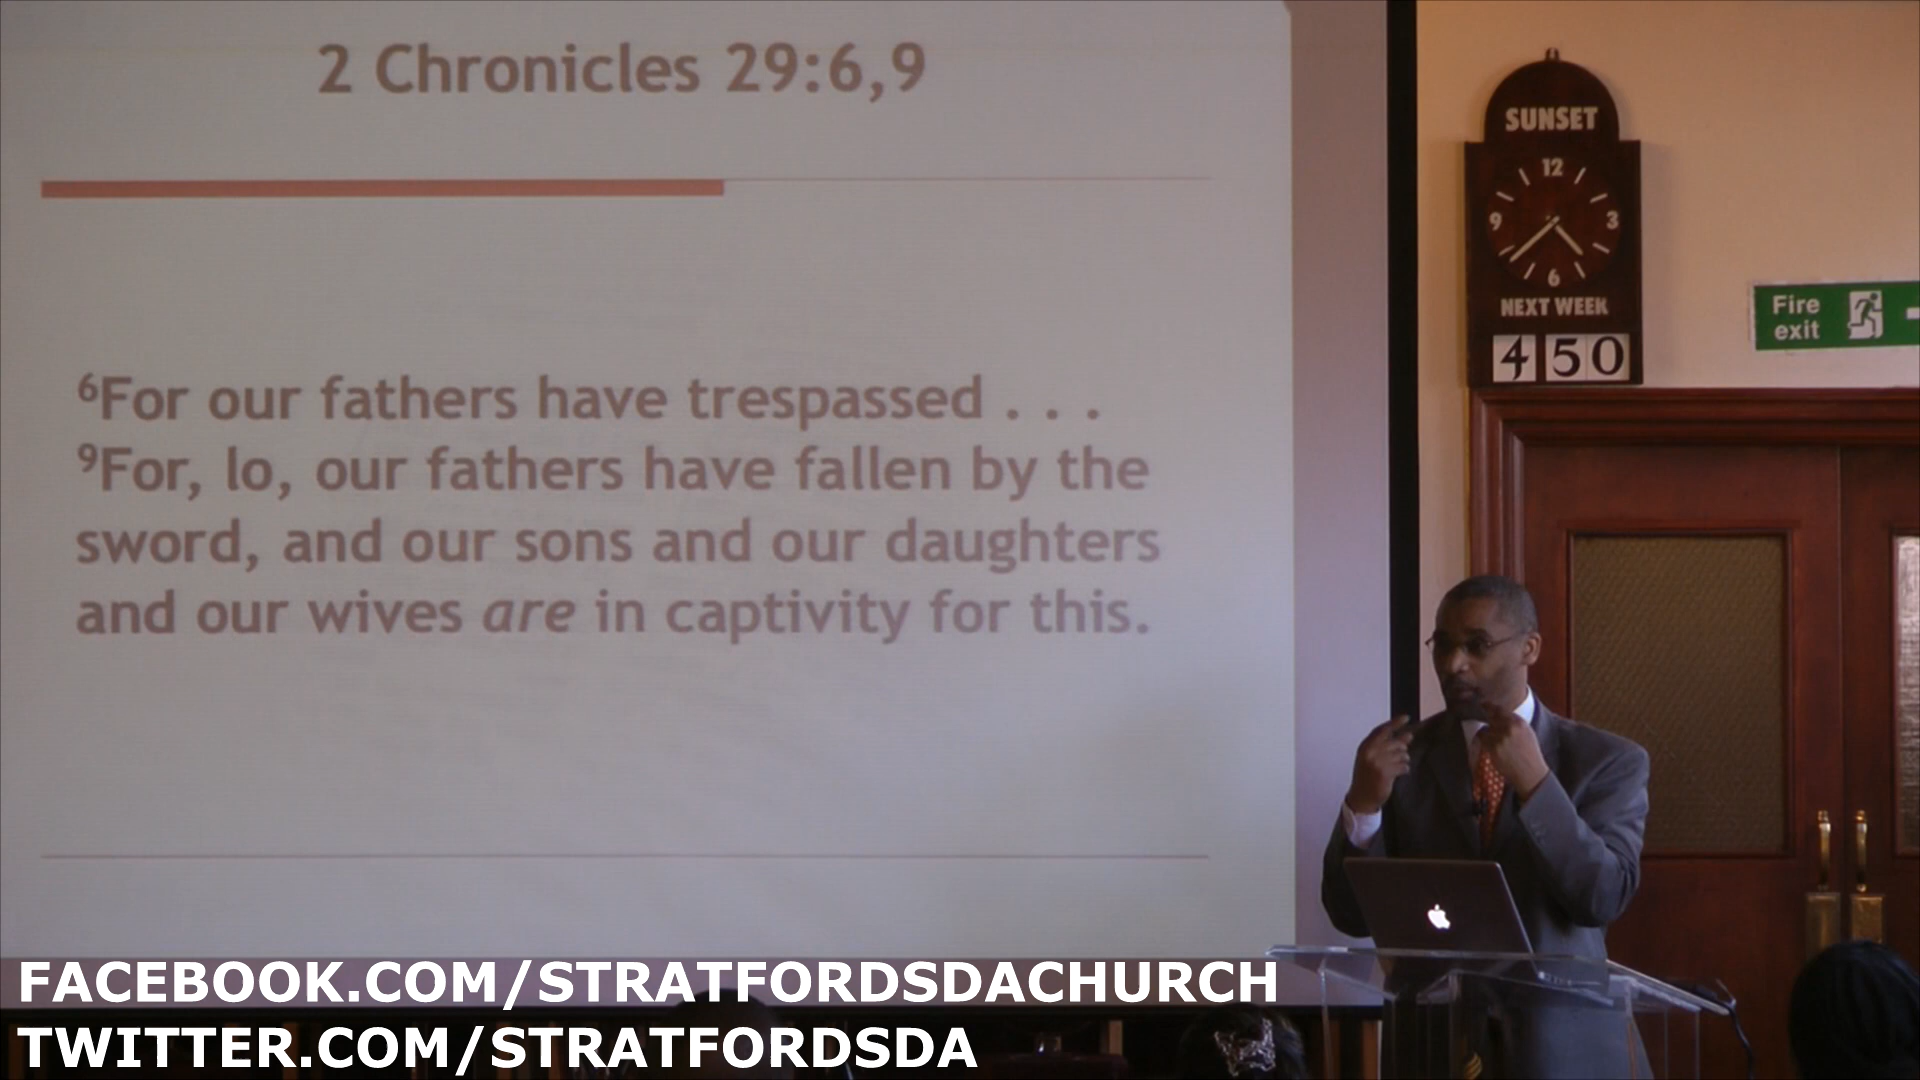 2 Chronicles 29:6,9
⁶For our fathers have trespassed . . .
⁹For, lo, our fathers have fallen by the
sword, and our sons and our daughters
and our wives are in captivity for this.
SUNSET
12
9
3
6
NEXT WEEK
4 50
Fire
exit
FACEBOOK.COM/STRATFORDSDACHURCH
TWITTER.COM/STRATFORDSDA